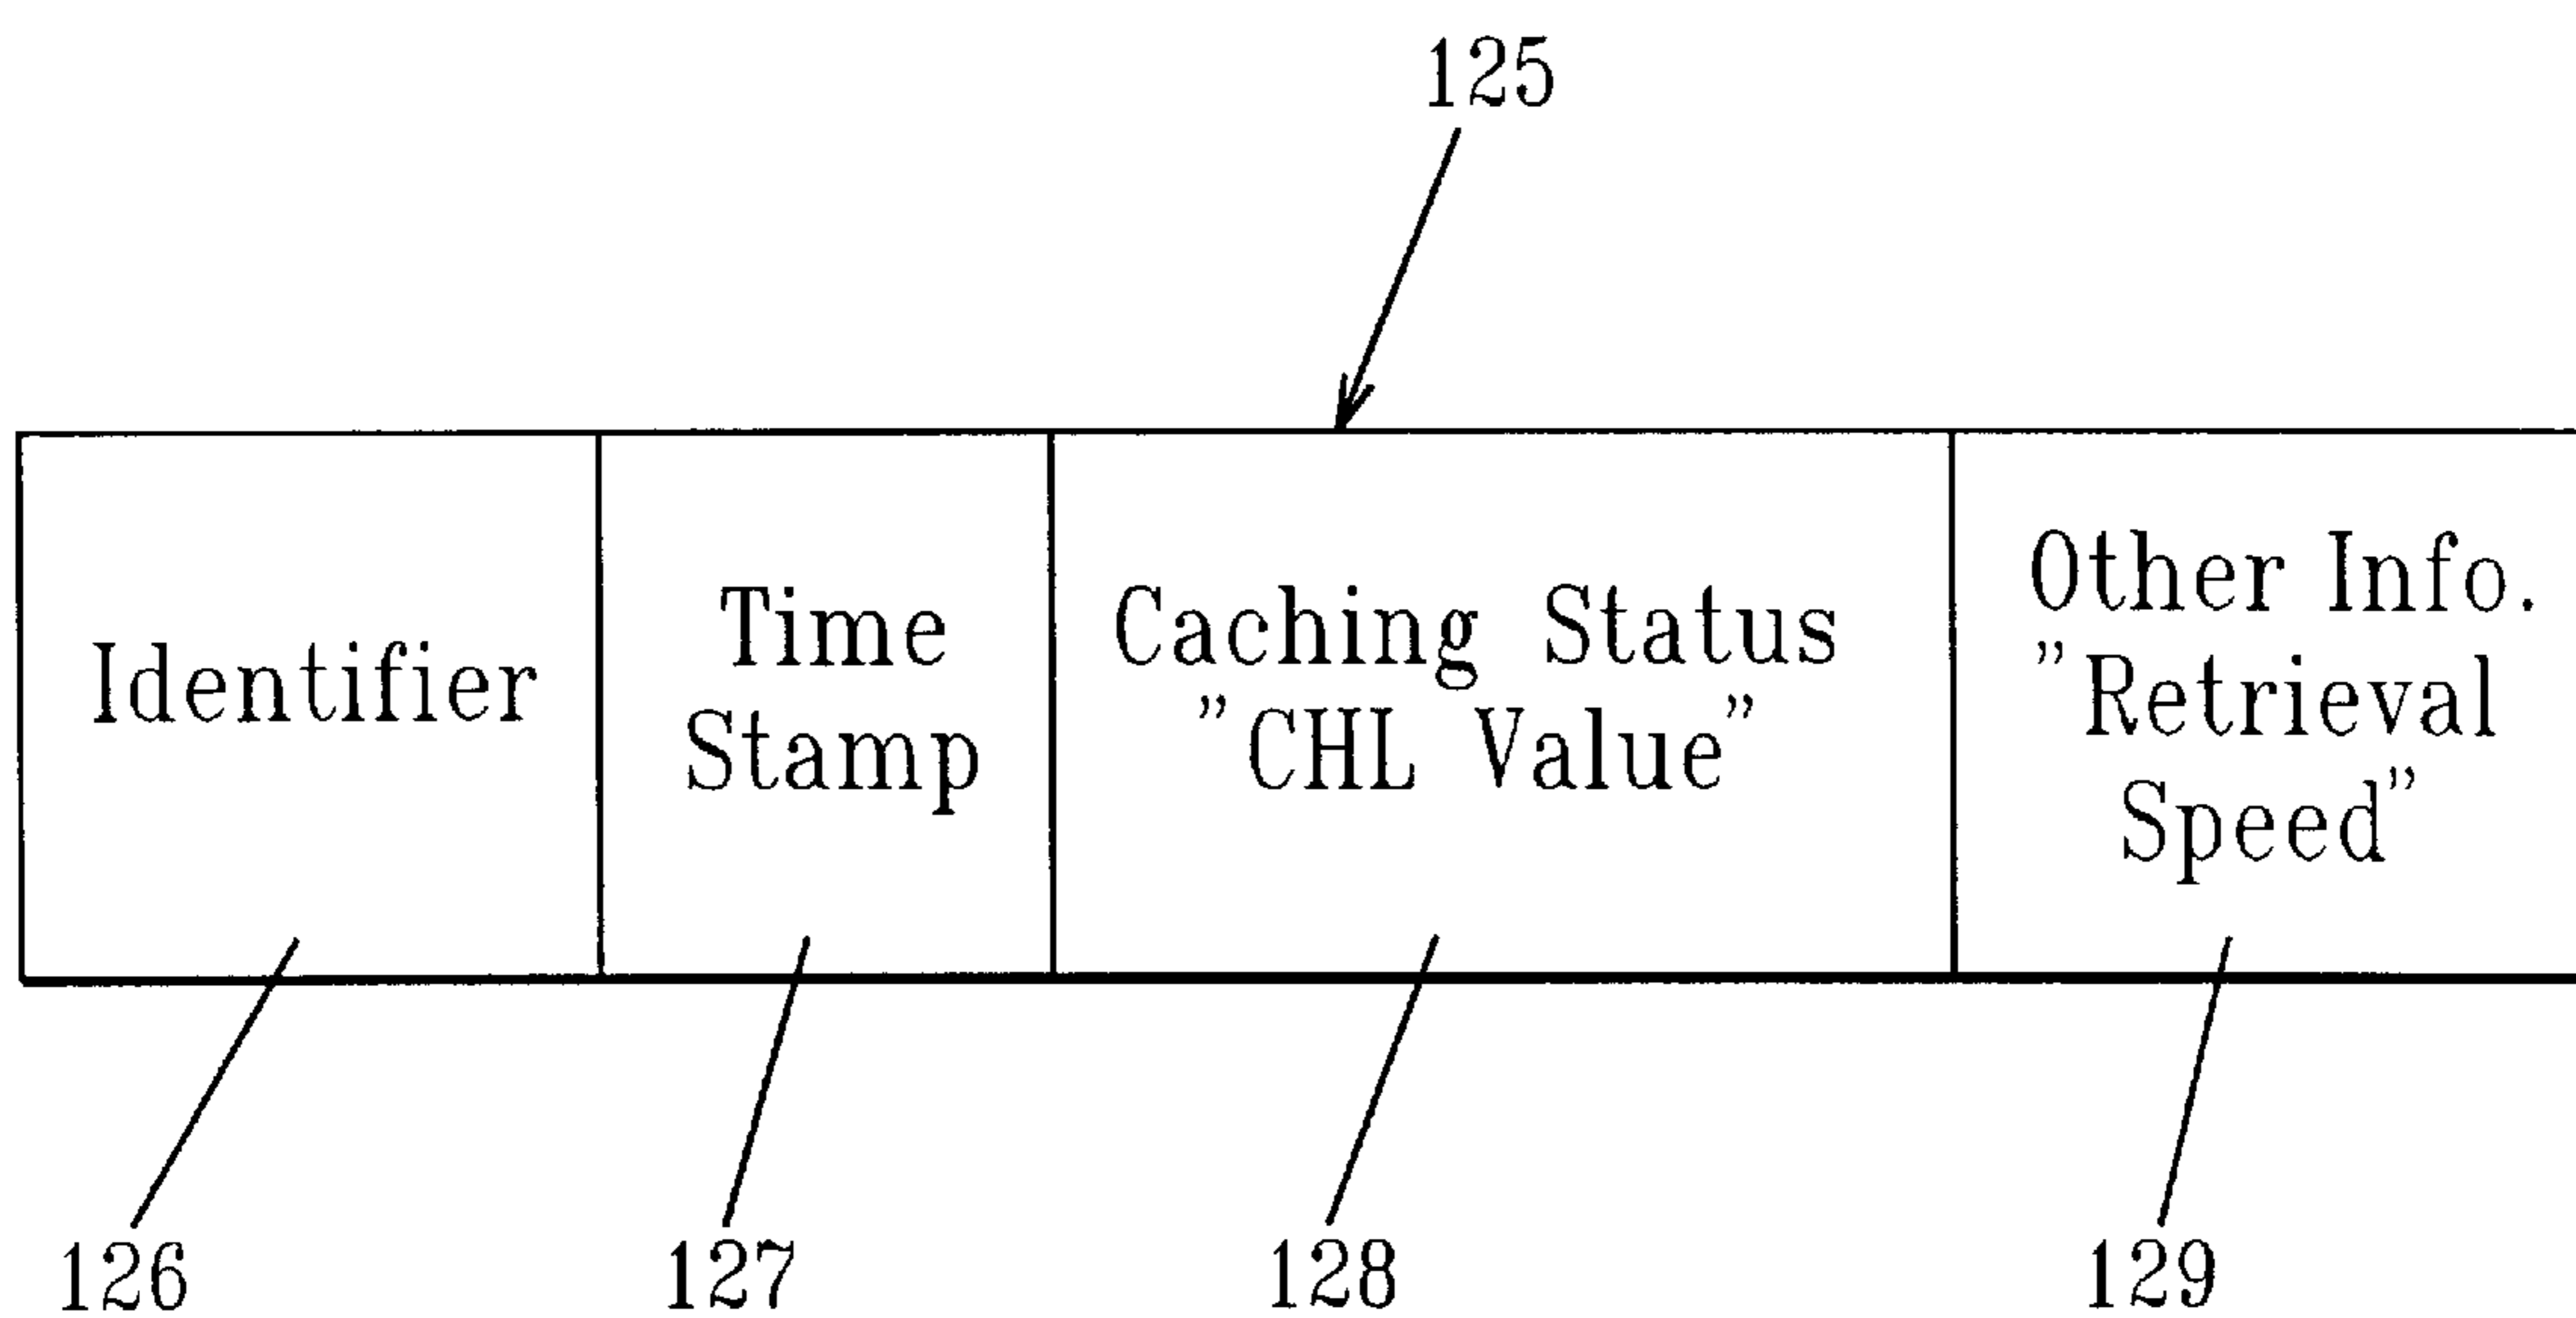 125
Identifier
Time
Stamp
Caching Status
"CHL Value"
Other Info.
"Retrieval
Speed"
126
127
128
129